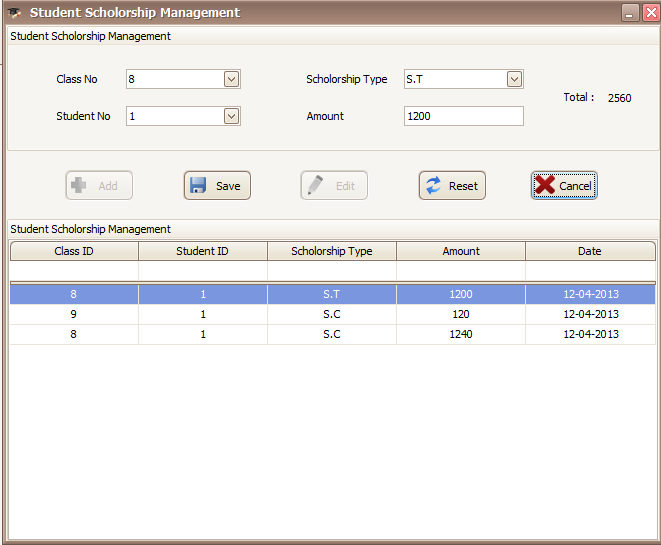 Student Scholorship Management
Student Scholorship Management
Class No 8 Scholorship Type S.T
Total : 2560
Student No 1 Amount 1200
Add Save Edit Reset Cancel
Student Scholorship Management
Class ID Student ID Scholorship Type Amount Date
8 1 S.T 1200 12-04-2013
9 1 S.C 120 12-04-2013
8 1 S.C 1240 12-04-2013